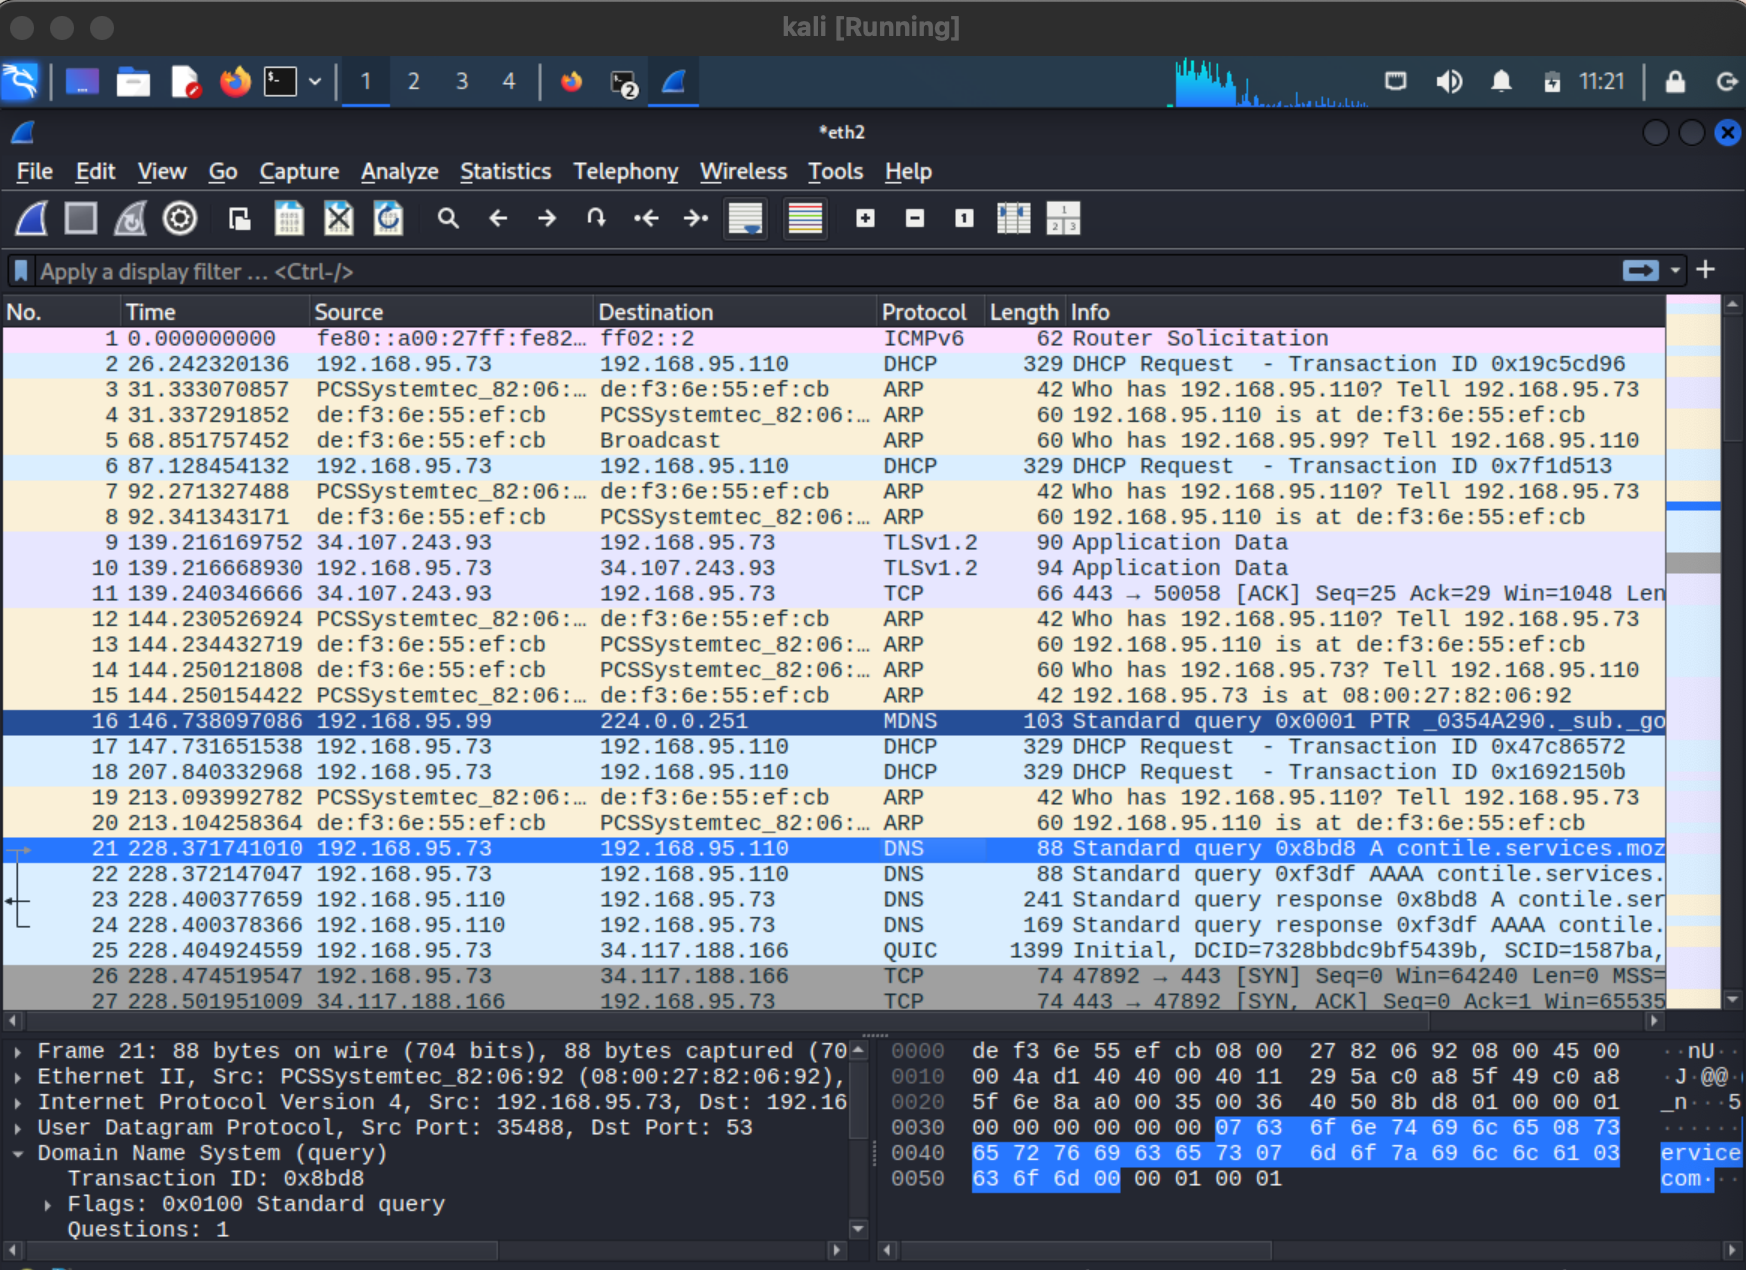 kali [Running]
1 2 3 4 2 11:21
*eth2
File Edit View Go Capture Analyze Statistics Telephony Wireless Tools Help
Apply a display filter … <Ctrl-/>
No. Time Source Destination Protocol Length Info
1 0.000000000 fe80::a00:27ff:fe82… ff02::2 ICMPv6 62 Router Solicitation
2 26.242320136 192.168.95.73 192.168.95.110 DHCP 329 DHCP Request - Transaction ID 0x19c5cd96
3 31.333070857 PCSSystemtec_82:06:… de:f3:6e:55:ef:cb ARP 42 Who has 192.168.95.110? Tell 192.168.95.73
4 31.337291852 de:f3:6e:55:ef:cb PCSSystemtec_82:06:… ARP 60 192.168.95.110 is at de:f3:6e:55:ef:cb
5 68.851757452 de:f3:6e:55:ef:cb Broadcast ARP 60 Who has 192.168.95.99? Tell 192.168.95.110
6 87.128454132 192.168.95.73 192.168.95.110 DHCP 329 DHCP Request - Transaction ID 0x7f1d513
7 92.271327488 PCSSystemtec_82:06:… de:f3:6e:55:ef:cb ARP 42 Who has 192.168.95.110? Tell 192.168.95.73
8 92.341343171 de:f3:6e:55:ef:cb PCSSystemtec_82:06:… ARP 60 192.168.95.110 is at de:f3:6e:55:ef:cb
9 139.216169752 34.107.243.93 192.168.95.73 TLSv1.2 90 Application Data
10 139.216668930 192.168.95.73 34.107.243.93 TLSv1.2 94 Application Data
11 139.240346666 34.107.243.93 192.168.95.73 TCP 66 443 → 50058 [ACK] Seq=25 Ack=29 Win=1048 Len
12 144.230526924 PCSSystemtec_82:06:… de:f3:6e:55:ef:cb ARP 42 Who has 192.168.95.110? Tell 192.168.95.73
13 144.234432719 de:f3:6e:55:ef:cb PCSSystemtec_82:06:… ARP 60 192.168.95.110 is at de:f3:6e:55:ef:cb
14 144.250121808 de:f3:6e:55:ef:cb PCSSystemtec_82:06:… ARP 60 Who has 192.168.95.73? Tell 192.168.95.110
15 144.250154422 PCSSystemtec_82:06:… de:f3:6e:55:ef:cb ARP 42 192.168.95.73 is at 08:00:27:82:06:92
16 146.738097086 192.168.95.99 224.0.0.251 MDNS 103 Standard query 0x0001 PTR _0354A290._sub._go
17 147.731651538 192.168.95.73 192.168.95.110 DHCP 329 DHCP Request - Transaction ID 0x47c86572
18 207.840332968 192.168.95.73 192.168.95.110 DHCP 329 DHCP Request - Transaction ID 0x1692150b
19 213.093992782 PCSSystemtec_82:06:… de:f3:6e:55:ef:cb ARP 42 Who has 192.168.95.110? Tell 192.168.95.73
20 213.104258364 de:f3:6e:55:ef:cb PCSSystemtec_82:06:… ARP 60 192.168.95.110 is at de:f3:6e:55:ef:cb
21 228.371741010 192.168.95.73 192.168.95.110 DNS 88 Standard query 0x8bd8 A contile.services.moz
22 228.372147047 192.168.95.73 192.168.95.110 DNS 88 Standard query 0xf3df AAAA contile.services.
23 228.400377659 192.168.95.110 192.168.95.73 DNS 241 Standard query response 0x8bd8 A contile.ser
24 228.400378366 192.168.95.110 192.168.95.73 DNS 169 Standard query response 0xf3df AAAA contile.
25 228.404924559 192.168.95.73 34.117.188.166 QUIC 1399 Initial, DCID=7328bbdc9bf5439b, SCID=1587ba,
26 228.474519547 192.168.95.73 34.117.188.166 TCP 74 47892 → 443 [SYN] Seq=0 Win=64240 Len=0 MSS=
27 228.501951009 34.117.188.166 192.168.95.73 TCP 74 443 → 47892 [SYN, ACK] Seq=0 Ack=1 Win=65535
Frame 21: 88 bytes on wire (704 bits), 88 bytes captured (70
Ethernet II, Src: PCSSystemtec_82:06:92 (08:00:27:82:06:92),
Internet Protocol Version 4, Src: 192.168.95.73, Dst: 192.16
User Datagram Protocol, Src Port: 35488, Dst Port: 53
Domain Name System (query)
Transaction ID: 0x8bd8
Flags: 0x0100 Standard query
Questions: 1
0000 de f3 6e 55 ef cb 08 00 27 82 06 92 08 00 45 00 ··nU··
0010 00 4a d1 40 40 00 40 11 29 5a c0 a8 5f 49 c0 a8 ·J·@@·
0020 5f 6e 8a a0 00 35 00 36 40 50 8b d8 01 00 00 01 _n···5
0030 00 00 00 00 00 00 07 63 6f 6e 74 69 6c 65 08 73 ······
0040 65 72 76 69 63 65 73 07 6d 6f 7a 69 6c 6c 61 03 ervice
0050 63 6f 6d 00 00 01 00 01 com···